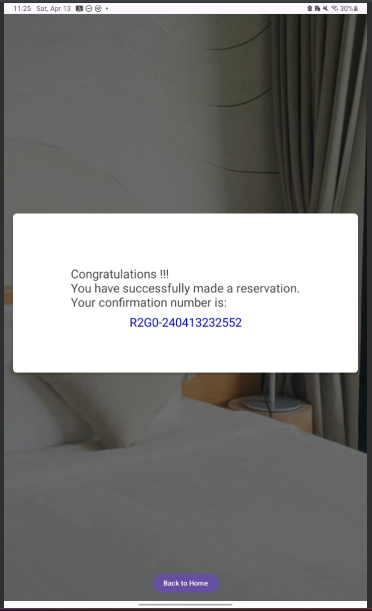 11:25 Sat, Apr 13
30%
Congratulations !!!
You have successfully made a reservation.
Your confirmation number is:
R2G0-240413232552
Back to Home